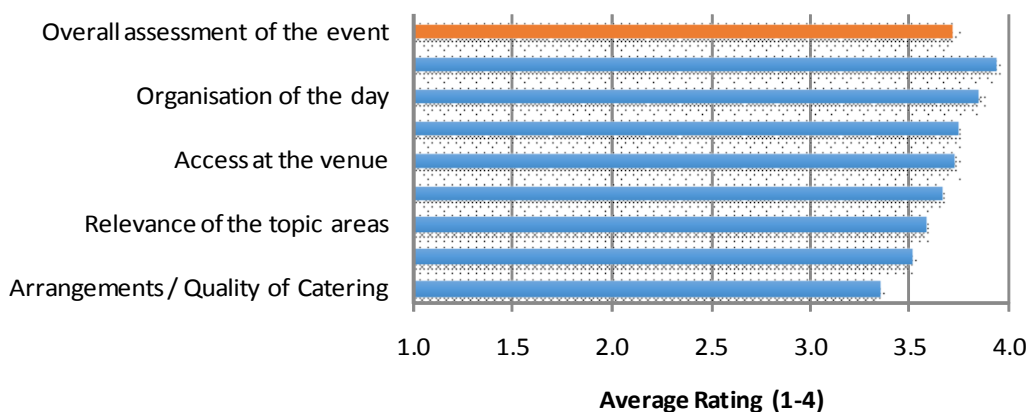 Overall assessment of the event
Organisation of the day
Access at the venue
Relevance of the topic areas
Arrangements / Quality of Catering
1.0 1.5 2.0 2.5 3.0 3.5 4.0
Average Rating (1-4)